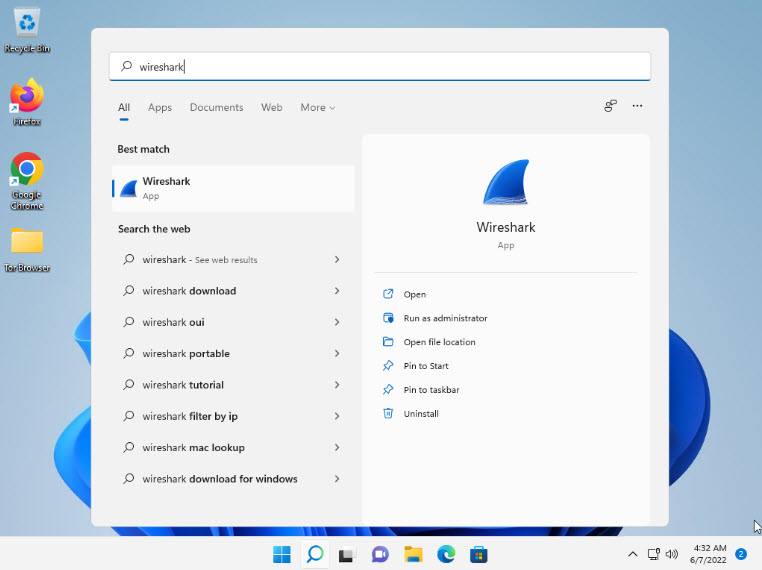 Recycle Bin
Firefox
Google
Chrome
Tor Browser
wireshark
All Apps Documents Web More
Best match
Wireshark
App
Search the web
wireshark - See web results
wireshark download
wireshark oui
wireshark portable
wireshark tutorial
wireshark filter by ip
wireshark mac lookup
wireshark download for windows
Wireshark
App
Open
Run as administrator
Open file location
Pin to Start
Pin to taskbar
Uninstall
4:32 AM
6/7/2022
2